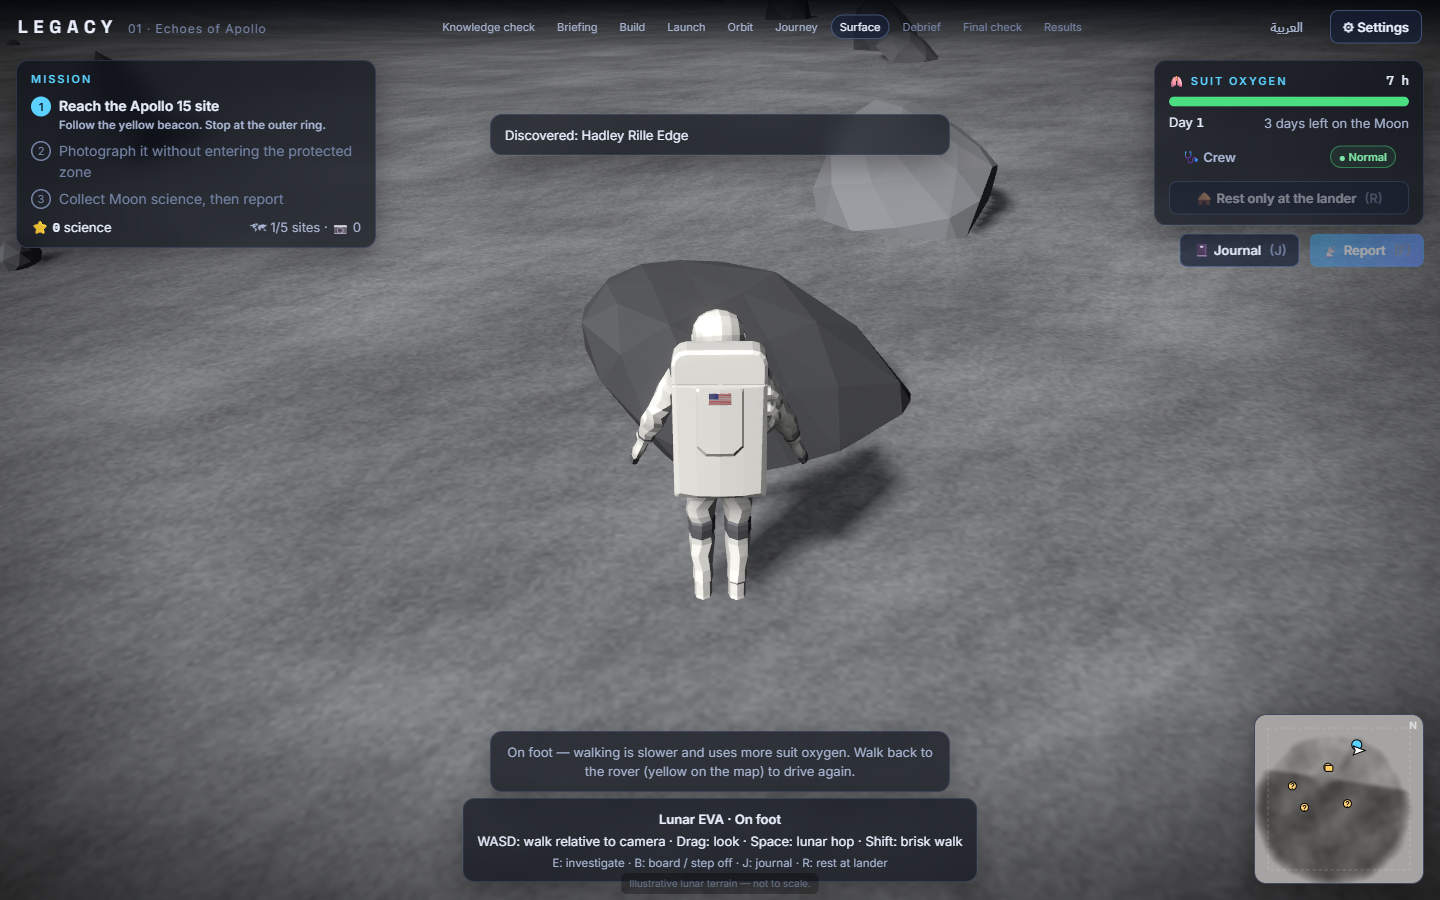 LEGACY 01 · Echoes of Apollo
Knowledge check Briefing Build Launch Orbit Journey Surface Debrief Final check Results
العربية
Settings
MISSION
1 Reach the Apollo 15 site
Follow the yellow beacon. Stop at the outer ring.
2 Photograph it without entering the protected
zone
3 Collect Moon science, then report
0 science 1/5 sites · 0
Discovered: Hadley Rille Edge
SUIT OXYGEN 7 h
Day 1 3 days left on the Moon
Crew Normal
Rest only at the lander (R)
Journal (J) Report
On foot — walking is slower and uses more suit oxygen. Walk back to
the rover (yellow on the map) to drive again.
Lunar EVA · On foot
WASD: walk relative to camera · Drag: look · Space: lunar hop · Shift: brisk walk
E: investigate · B: board / step off · J: journal · R: rest at lander
Illustrative lunar terrain — not to scale.
N
? ? ?